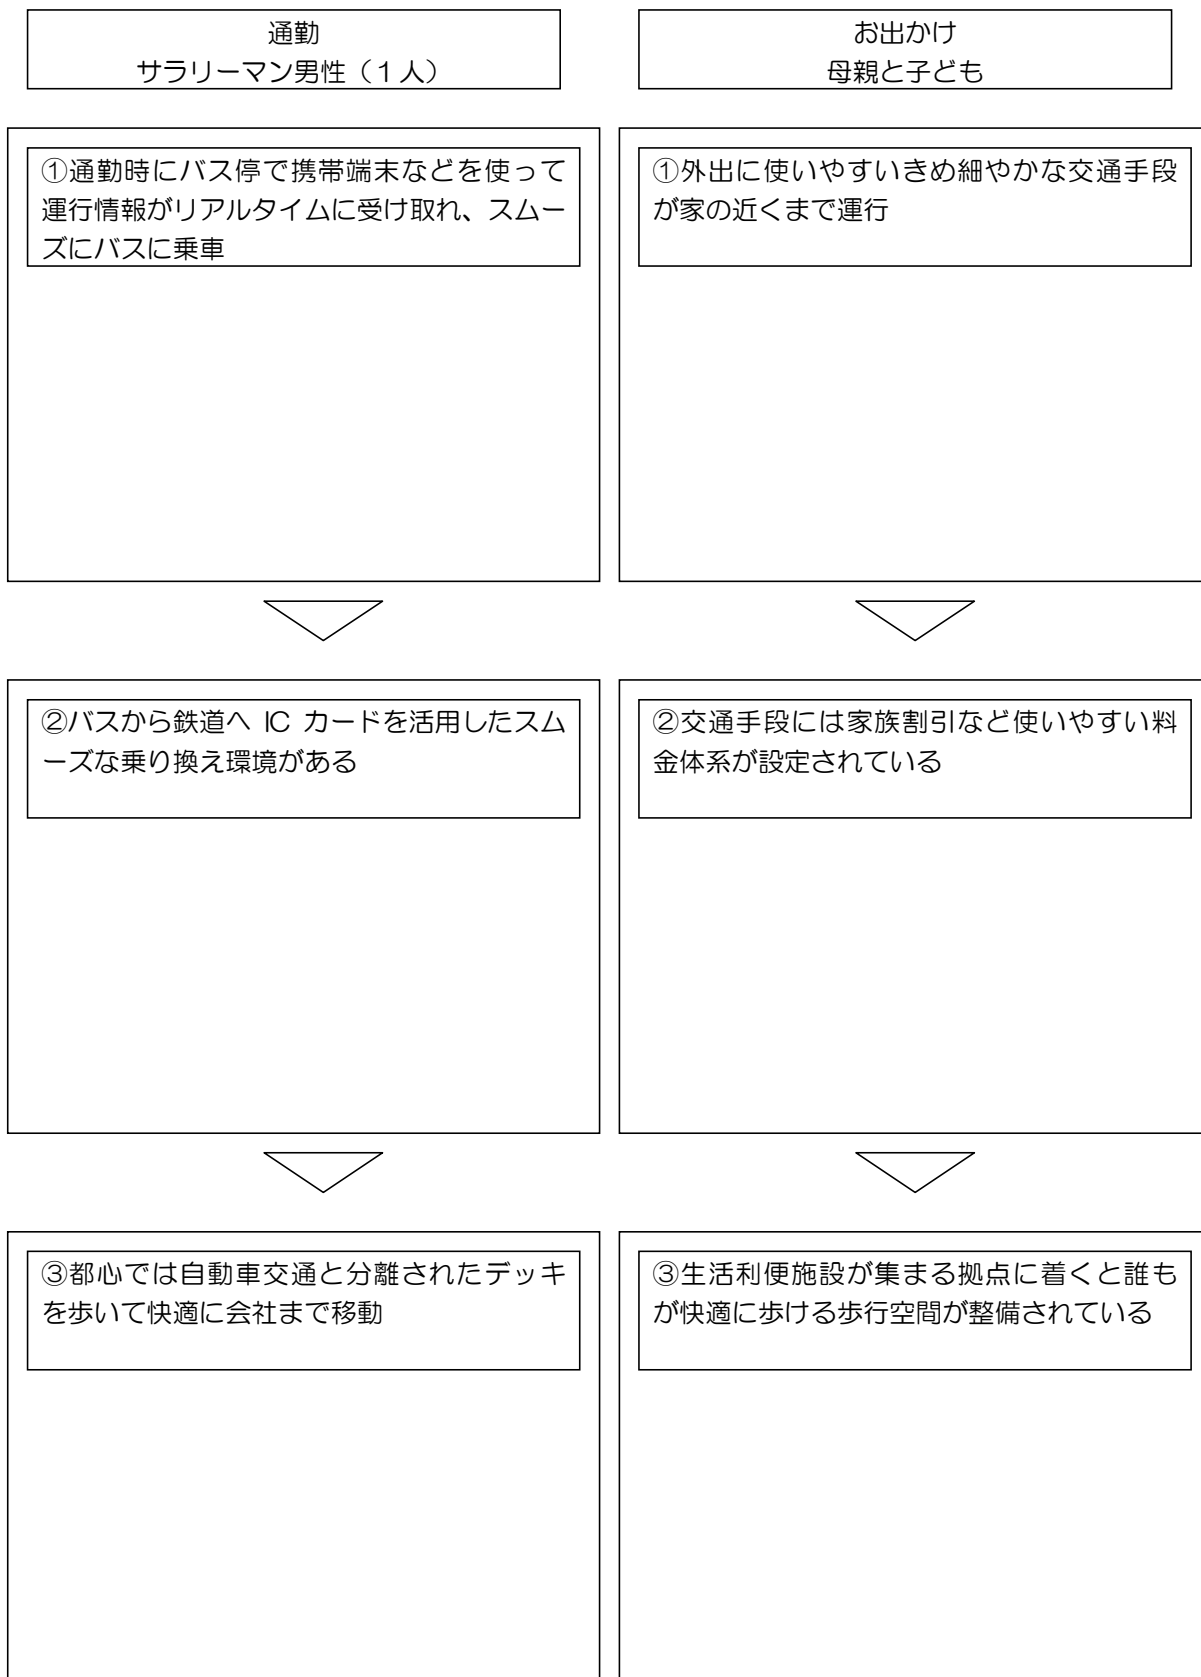 通勤
サラリーマン男性（１人）
お出かけ
母親と子ども
①通勤時にバス停で携帯端末などを使って
運行情報がリアルタイムに受け取れ、スムー
ズにバスに乗車
①外出に使いやすいきめ細やかな交通手段
が家の近くまで運行
②バスから鉄道へ IC カードを活用したスム
ーズな乗り換え環境がある
②交通手段には家族割引など使いやすい料
金体系が設定されている
③都心では自動車交通と分離されたデッキ
を歩いて快適に会社まで移動
③生活利便施設が集まる拠点に着くと誰も
が快適に歩ける歩行空間が整備されている